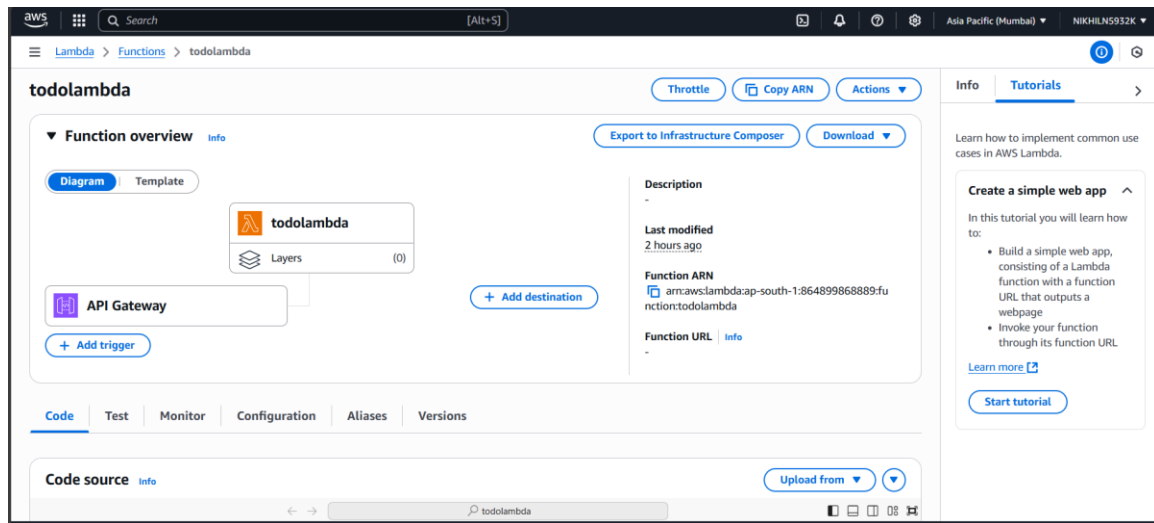 aws
Search [Alt+S]
Asia Pacific (Mumbai) ▼ NIKHILN5932K ▼
Lambda > Functions > todolambda
todolambda
Throttle
Copy ARN
Actions ▼
▼ Function overview Info
Export to Infrastructure Composer
Download ▼
Diagram
Template
todolambda
Layers (0)
API Gateway
+ Add destination
+ Add trigger
Description
-
Last modified
2 hours ago
Function ARN
arn:aws:lambda:ap-south-1:864899868889:fu
nction:todolambda
Function URL Info
-
Code Test Monitor Configuration Aliases Versions
Code source Info
Upload from ▼
todolambda
Info Tutorials
Learn how to implement common use
cases in AWS Lambda.
Create a simple web app
In this tutorial you will learn how
to:
• Build a simple web app,
consisting of a Lambda
function with a function
URL that outputs a
webpage
• Invoke your function
through its function URL
Learn more
Start tutorial